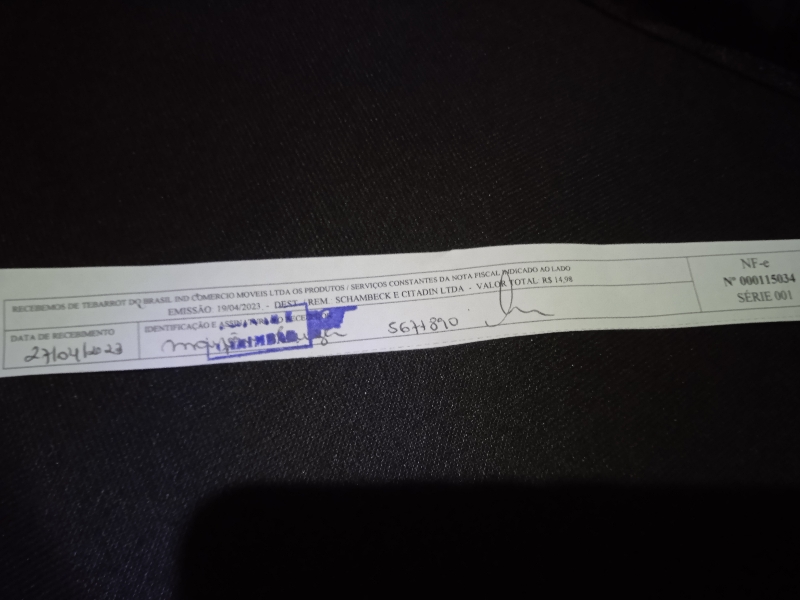 RECEBEMOS DE TEBARROT DO BRASIL IND COMERCIO MOVEIS LTDA OS PRODUTOS / SERVIÇOS CONSTANTES DA NOTA FISCAL INDICADO AO LADO
EMISSÃO 19/04/2023 - DEST. REM. SCHAMBECK E CITADIN LTDA - VALOR TOTAL: R$ 14,98
DATA DE RECEBIMENTO
27/04/2023
IDENTIFICAÇÃO E
5671890
NF-e
Nº 000115034
SÉRIE 001